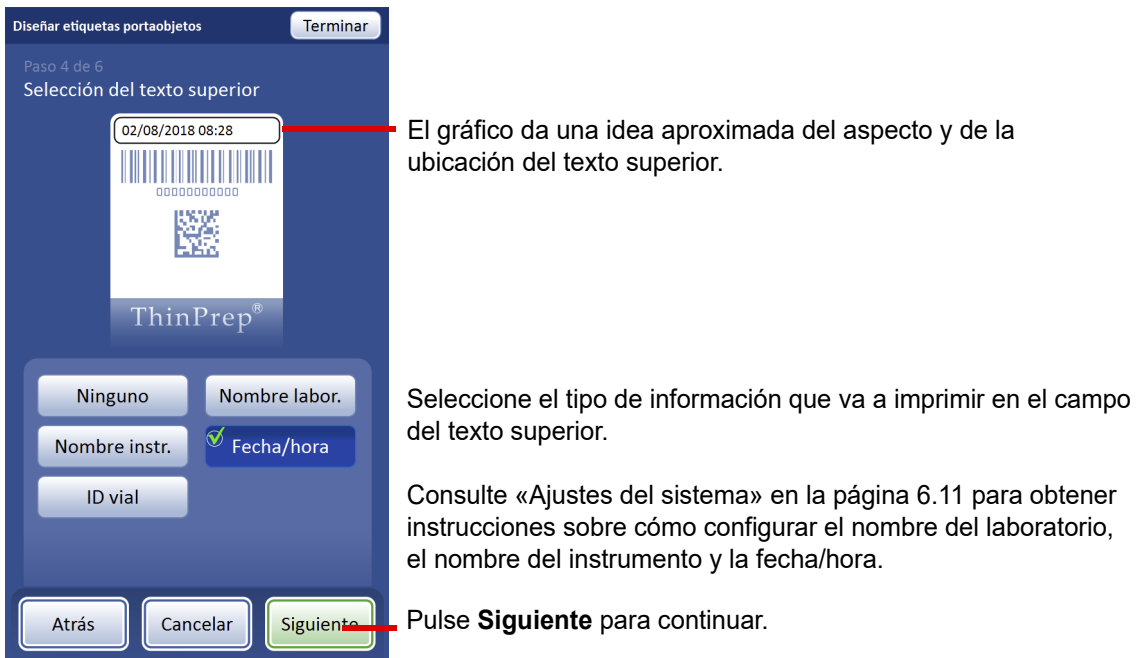 Diseñar etiquetas portaobjetos
Terminar
Paso 4 de 6
Selección del texto superior
02/08/2018 08:28
00000000000
ThinPrep®
Ninguno
Nombre labor.
Nombre instr.
Fecha/hora
ID vial
Atrás
Cancelar
Siguiente
El gráfico da una idea aproximada del aspecto y de la
ubicación del texto superior.
Seleccione el tipo de información que va a imprimir en el campo
del texto superior.
Consulte «Ajustes del sistema» en la página 6.11 para obtener
instrucciones sobre cómo configurar el nombre del laboratorio,
el nombre del instrumento y la fecha/hora.
Pulse Siguiente para continuar.